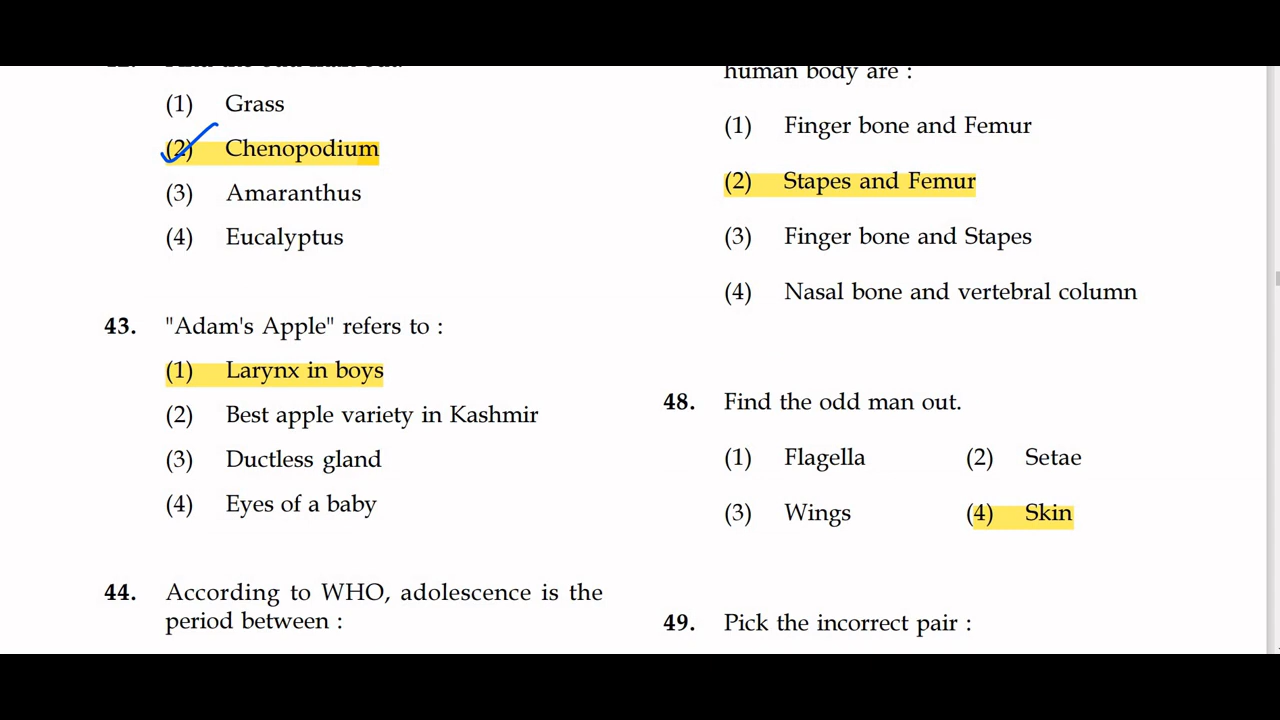 (1) Grass
(2) Chenopodium
(3) Amaranthus
(4) Eucalyptus
43. "Adam's Apple" refers to :
(1) Larynx in boys
(2) Best apple variety in Kashmir
(3) Ductless gland
(4) Eyes of a baby
44. According to WHO, adolescence is the
period between :
human body are :
(1) Finger bone and Femur
(2) Stapes and Femur
(3) Finger bone and Stapes
(4) Nasal bone and vertebral column
48. Find the odd man out.
(1) Flagella (2) Setae
(3) Wings (4) Skin
49. Pick the incorrect pair :